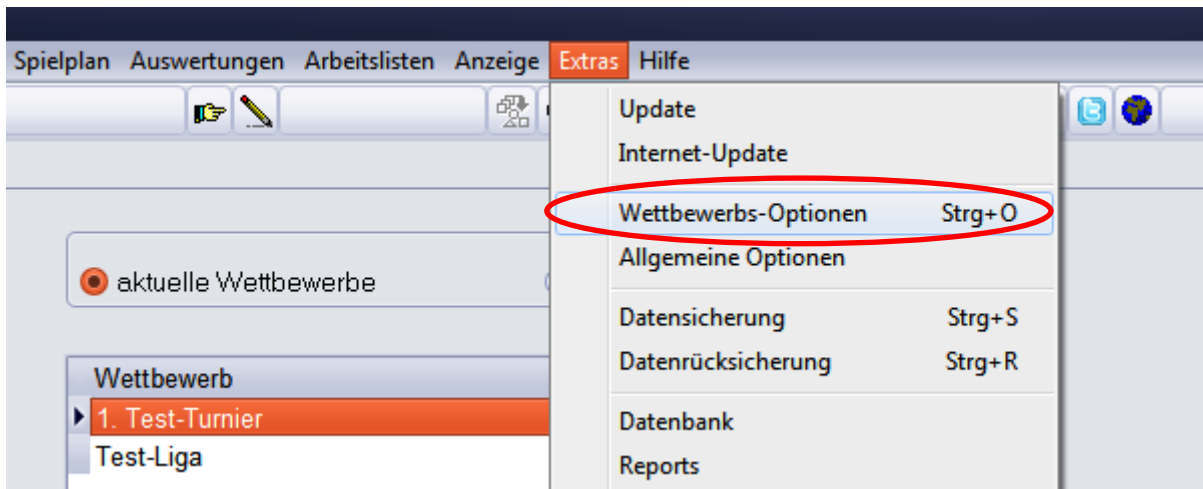 Spielplan Auswertungen Arbeitslisten Anzeige Extras Hilfe
Update
Internet-Update
Wettbewerbs-Optionen Strg+O
Allgemeine Optionen
aktuelle Wettbewerbe
Datensicherung Strg+S
Datenrücksicherung Strg+R
Wettbewerb
1. Test-Turnier
Datenbank
Test-Liga
Reports